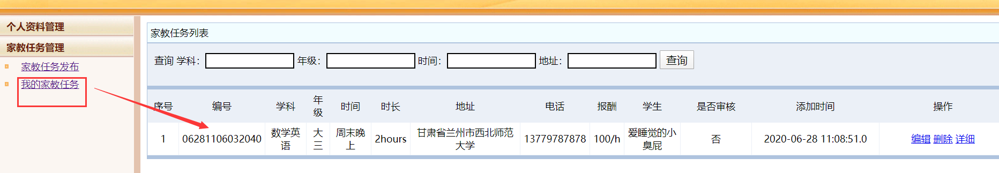 个人资料管理
家教任务管理
家教任务发布
我的家教任务
家教任务列表
查询 学科： 年级： 时间： 地址： 查询
序号 编号 学科 年级 时间 时长 地址 电话 报酬 学生 是否审核 添加时间 操作
1 06281106032040 数学英语 大三 周末晚上 2hours 甘肃省兰州市西北师范大学 13779787878 100/h 爱睡觉的小臭屁 否 2020-06-28 11:08:51.0 编辑 删除 详细